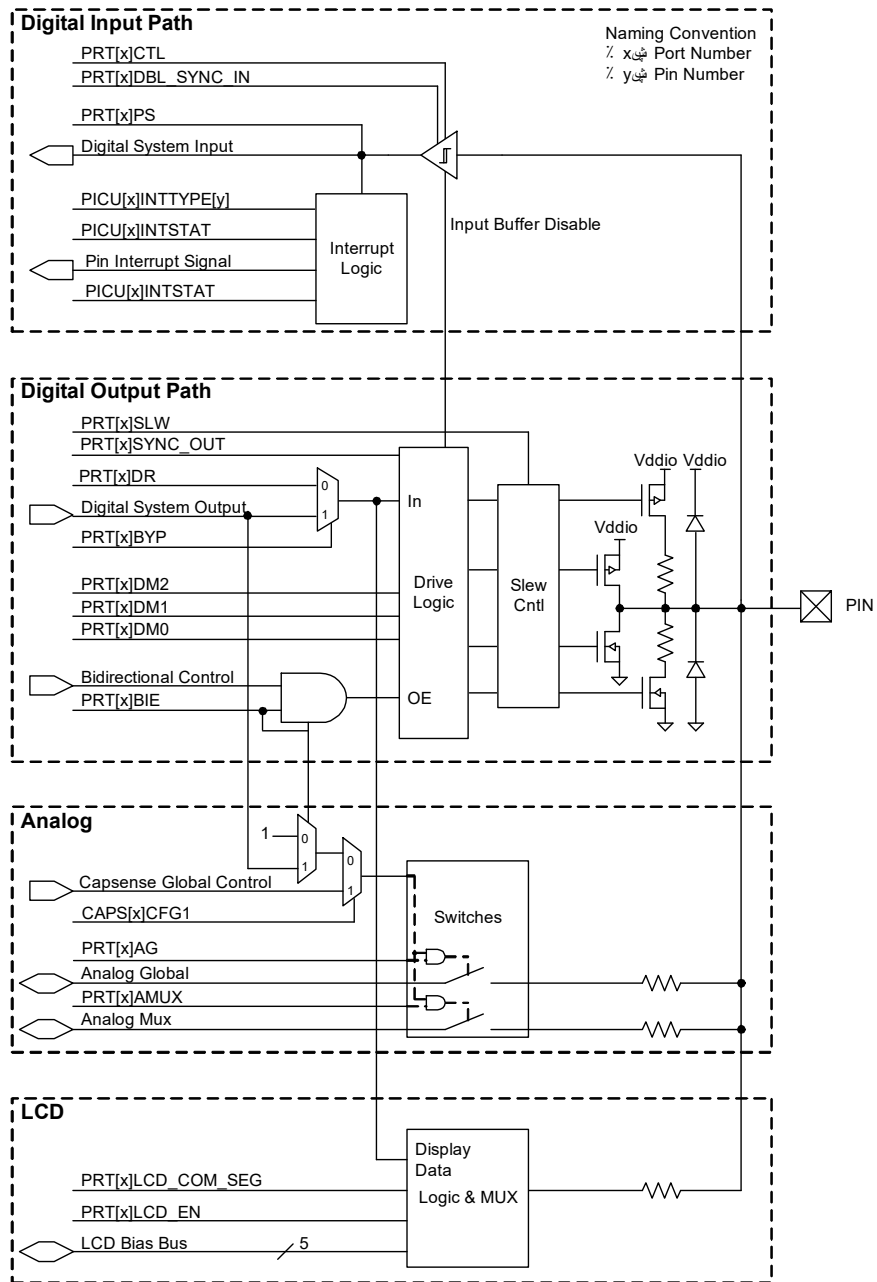 Digital Input Path
Naming Convention
x Port Number
y Pin Number
PRT[x]CTL
PRT[x]DBL_SYNC_IN
PRT[x]PS
Digital System Input
PICU[x]INTTYPE[y]
PICU[x]INTSTAT
Pin Interrupt Signal
PICU[x]INTSTAT
Interrupt
Logic
Input Buffer Disable
Digital Output Path
PRT[x]SLW
PRT[x]SYNC_OUT
PRT[x]DR
Digital System Output
PRT[x]BYP
0
1
PRT[x]DM2
PRT[x]DM1
PRT[x]DM0
Bidirectional Control
PRT[x]BIE
In
Drive
Logic
OE
Slew
Cntl
Vddio Vddio
Vddio
PIN
Analog
1
0
1
0
1
Capsense Global Control
CAPS[x]CFG1
PRT[x]AG
Analog Global
PRT[x]AMUX
Analog Mux
Switches
LCD
Display
Data
Logic & MUX
PRT[x]LCD_COM_SEG
PRT[x]LCD_EN
LCD Bias Bus
5